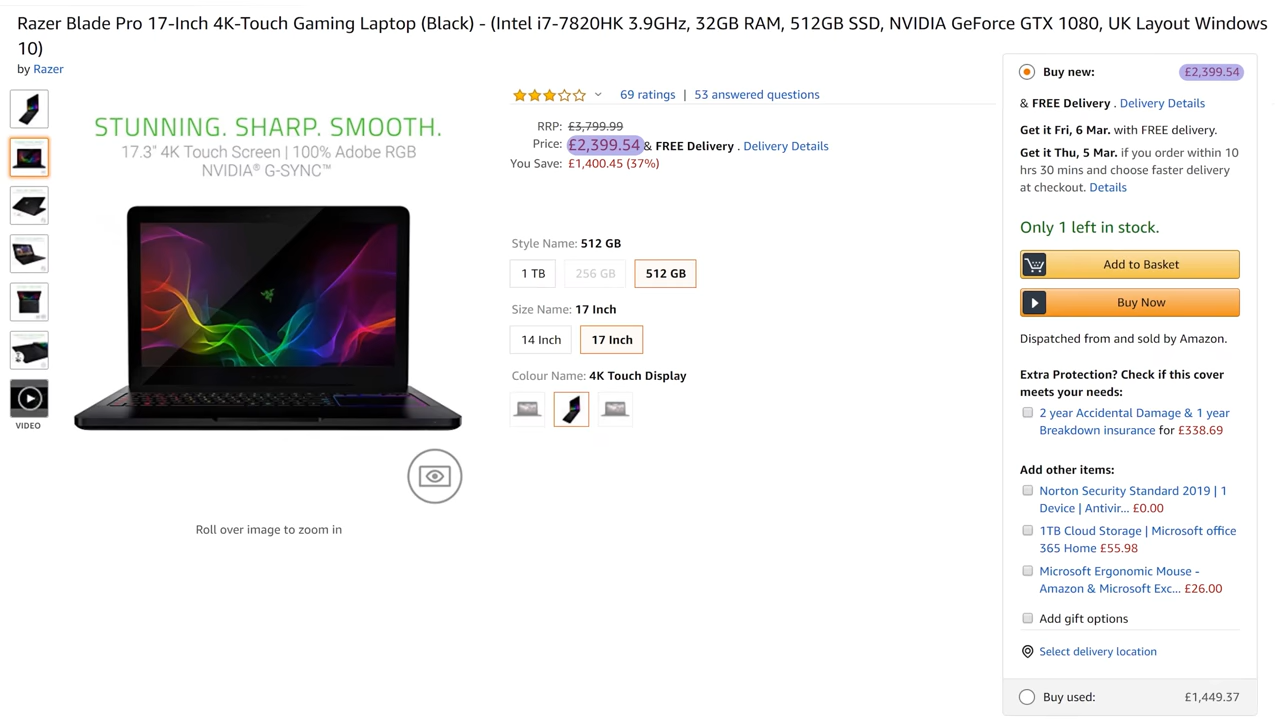 Razer Blade Pro 17-Inch 4K-Touch Gaming Laptop (Black) - (Intel i7-7820HK 3.9GHz, 32GB RAM, 512GB SSD, NVIDIA GeForce GTX 1080, UK Layout Windows
10)
by Razer
STUNNING. SHARP. SMOOTH.
17.3" 4K Touch Screen | 100% Adobe RGB
NVIDIA® G-SYNC™
VIDEO
Roll over image to zoom in
69 ratings | 53 answered questions
RRP: £3,799.99
Price: £2,399.54 & FREE Delivery . Delivery Details
You Save: £1,400.45 (37%)
Style Name: 512 GB
1 TB 256 GB 512 GB
Size Name: 17 Inch
14 Inch 17 Inch
Colour Name: 4K Touch Display
Buy new: £2,399.54
& FREE Delivery . Delivery Details
Get it Fri, 6 Mar. with FREE delivery.
Get it Thu, 5 Mar. if you order within 10
hrs 30 mins and choose faster delivery
at checkout. Details
Only 1 left in stock.
Add to Basket
Buy Now
Dispatched from and sold by Amazon.
Extra Protection? Check if this cover
meets your needs:
2 year Accidental Damage & 1 year
Breakdown insurance for £338.69
Add other items:
Norton Security Standard 2019 | 1
Device | Antivir... £0.00
1TB Cloud Storage | Microsoft office
365 Home £55.98
Microsoft Ergonomic Mouse -
Amazon & Microsoft Exc... £26.00
Add gift options
Select delivery location
Buy used: £1,449.37